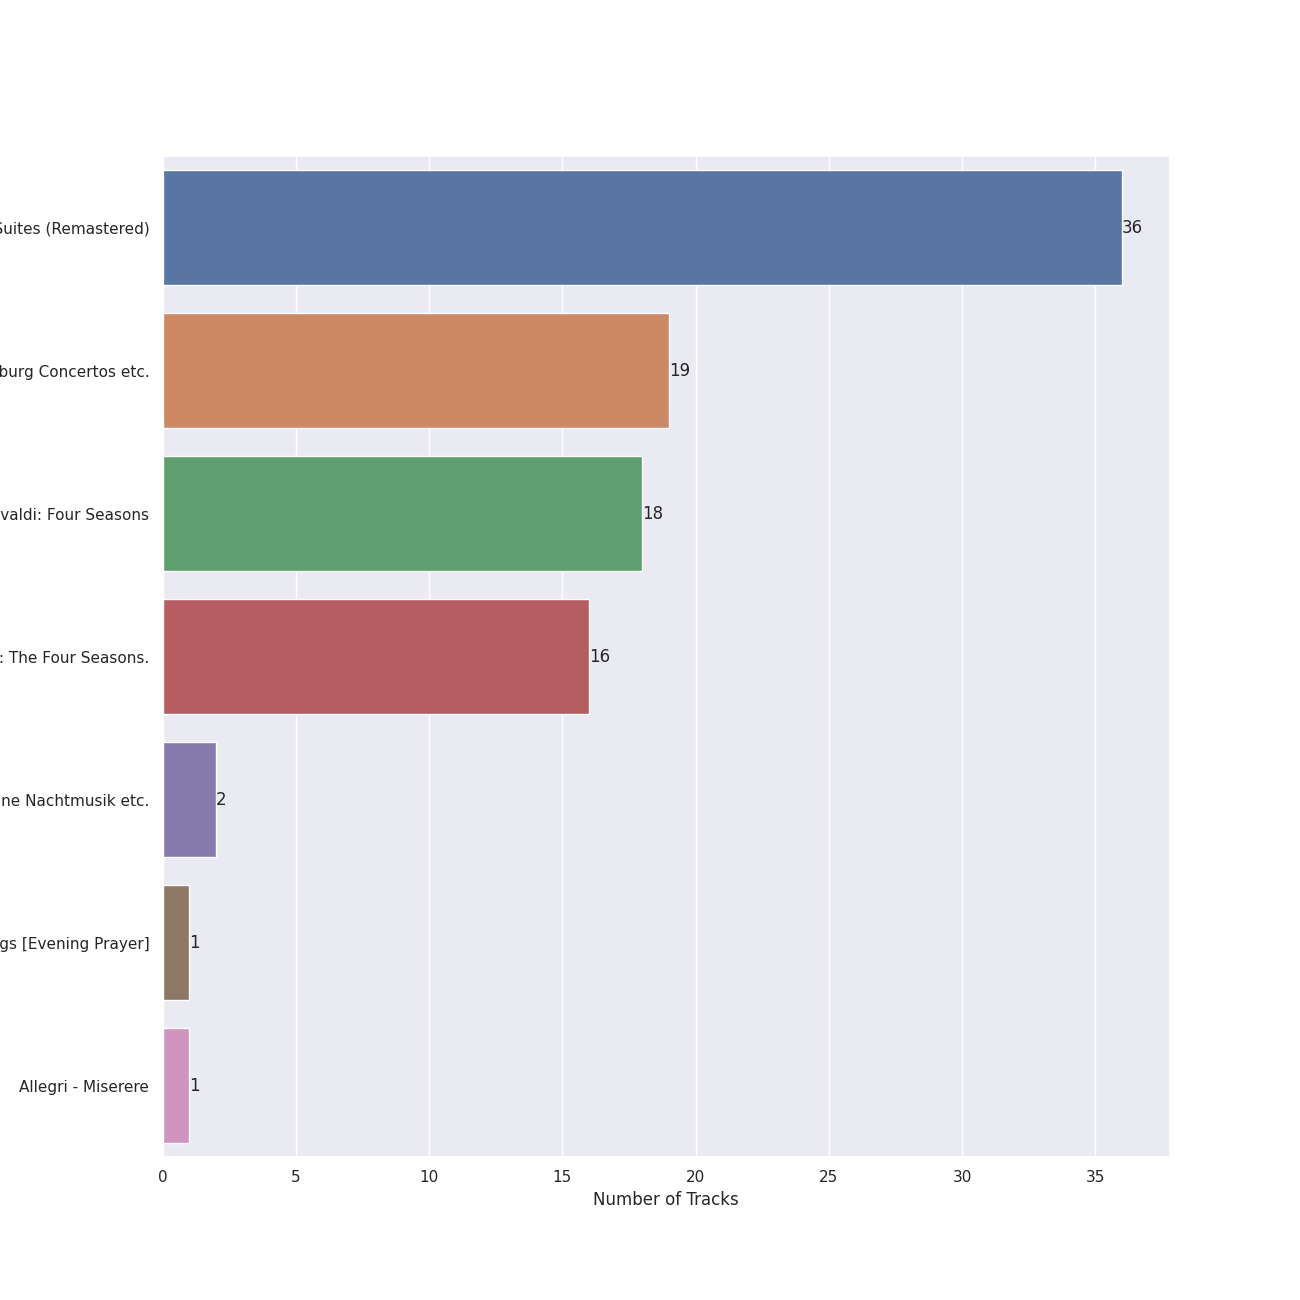 Suites (Remastered)
36
burg Concertos etc.
19
valdi: Four Seasons
18
: The Four Seasons.
16
ne Nachtmusik etc.
2
gs [Evening Prayer]
1
Allegri - Miserere
1
0 5 10 15 20 25 30 35
Number of Tracks